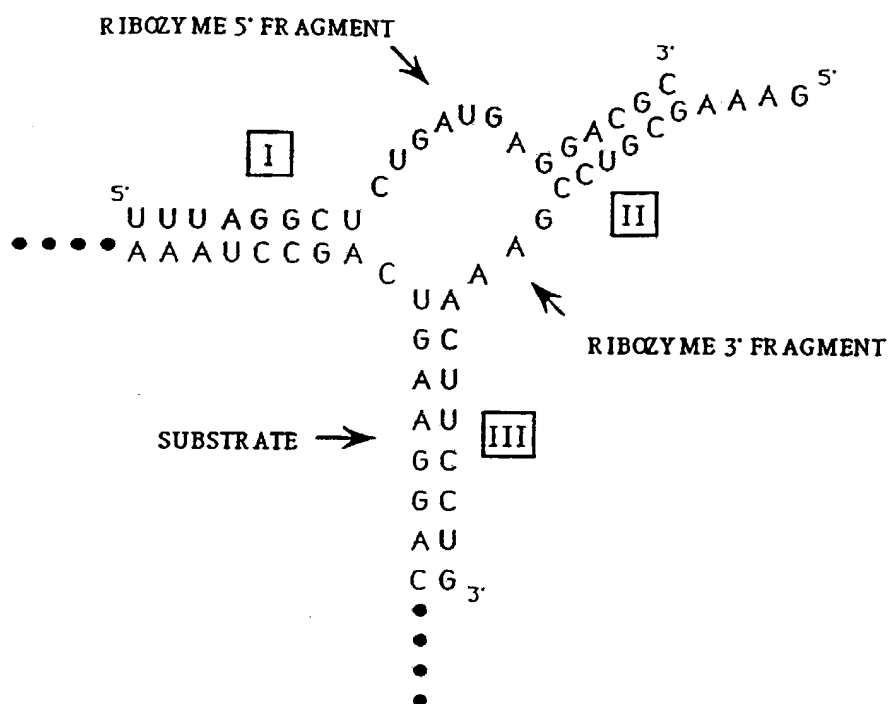 RIBOZYME 5' FRAGMENT
3'
5'
C U G A U G A G G A C G C
G A A A G C G U C C G A A A
I
II
5'
U U U A G G C U
A A A U C C G A C
U A
G C
A U
RIBOZYME 3' FRAGMENT
A U
SUBSTRATE
III
G C
G C
A U
C G 3'